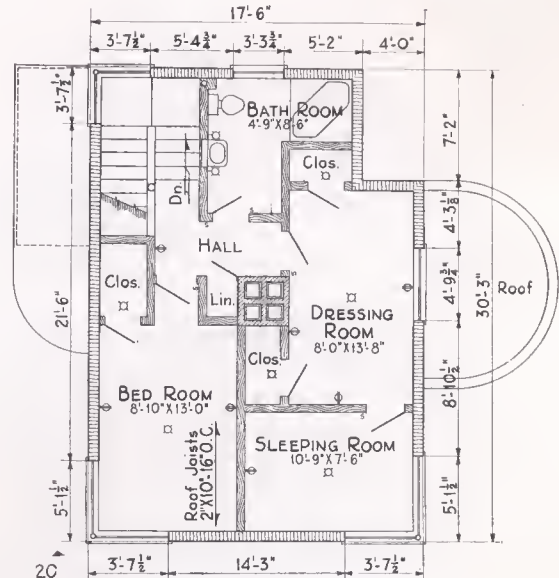 17'-6"
3'-7½" 5'-4¾" 3'-3¾" 5'-2" 4'-0"
3'-7½"
BATH ROOM
4'-9"X8'-6"
7'-2"
Clos.
Dn.
S
S
4'-3⅛"
HALL
S
Clos.
Lin.
4'-9¾"
Roof
30'-3"
21'-6"
DRESSING
ROOM
8'-0"X13'-8"
S
S
Clos.
BED ROOM
8'-10"X13'-0"
8'-10½"
S
S
Roof Joists
2"X10"-16"O.C.
SLEEPING ROOM
10'-9"X7'-6"
5'-1½"
5'-1½"
3'-7½" 14'-3" 3'-7½"
20